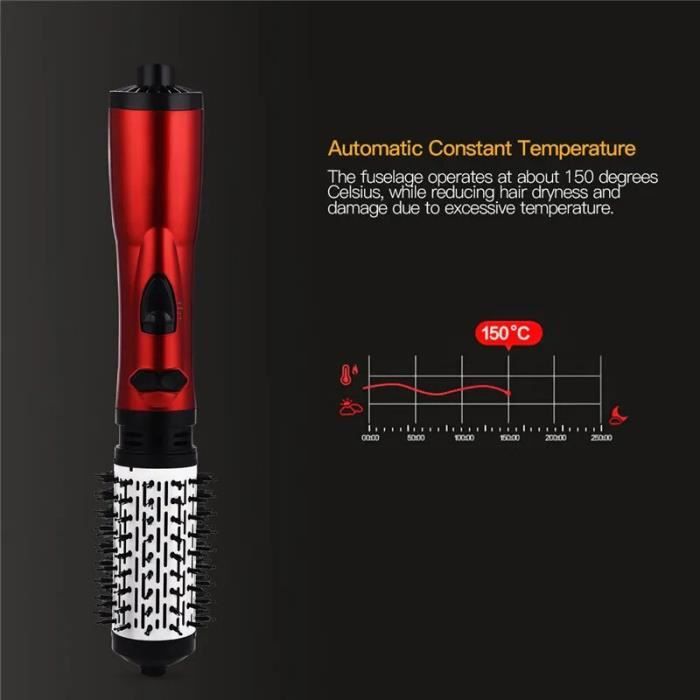 Automatic Constant Temperature
The fuselage operates at about 150 degrees
Celsius, while reducing hair dryness and
damage due to excessive temperature.
150°C
00:00 50:00 100:00 150:00 200:00 250:00